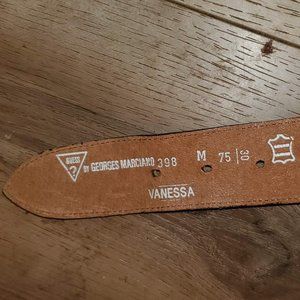 GUESS ? BY GEORGES MARCIANO 398 M 75/30
VANESSA